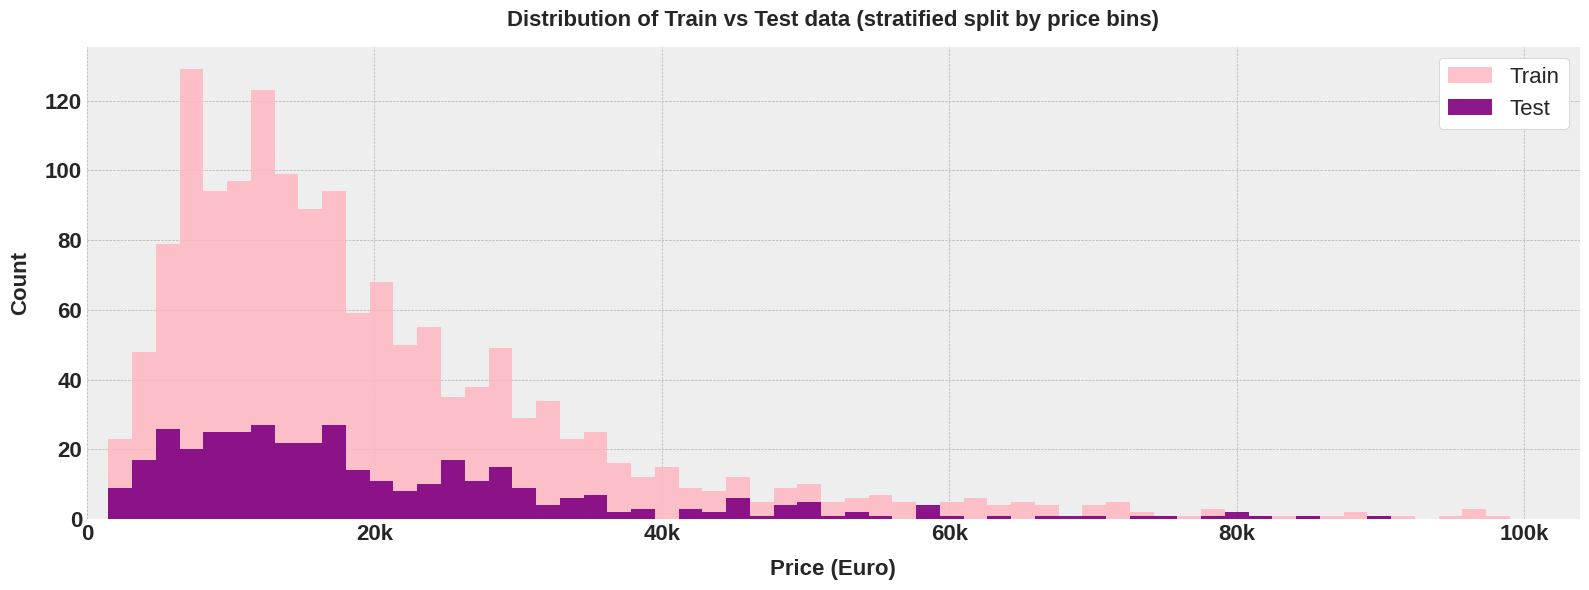 Distribution of Train vs Test data (stratified split by price bins)
Train
Test
120
100
80
60
40
20
0
Count
0 20k 40k 60k 80k 100k
Price (Euro)